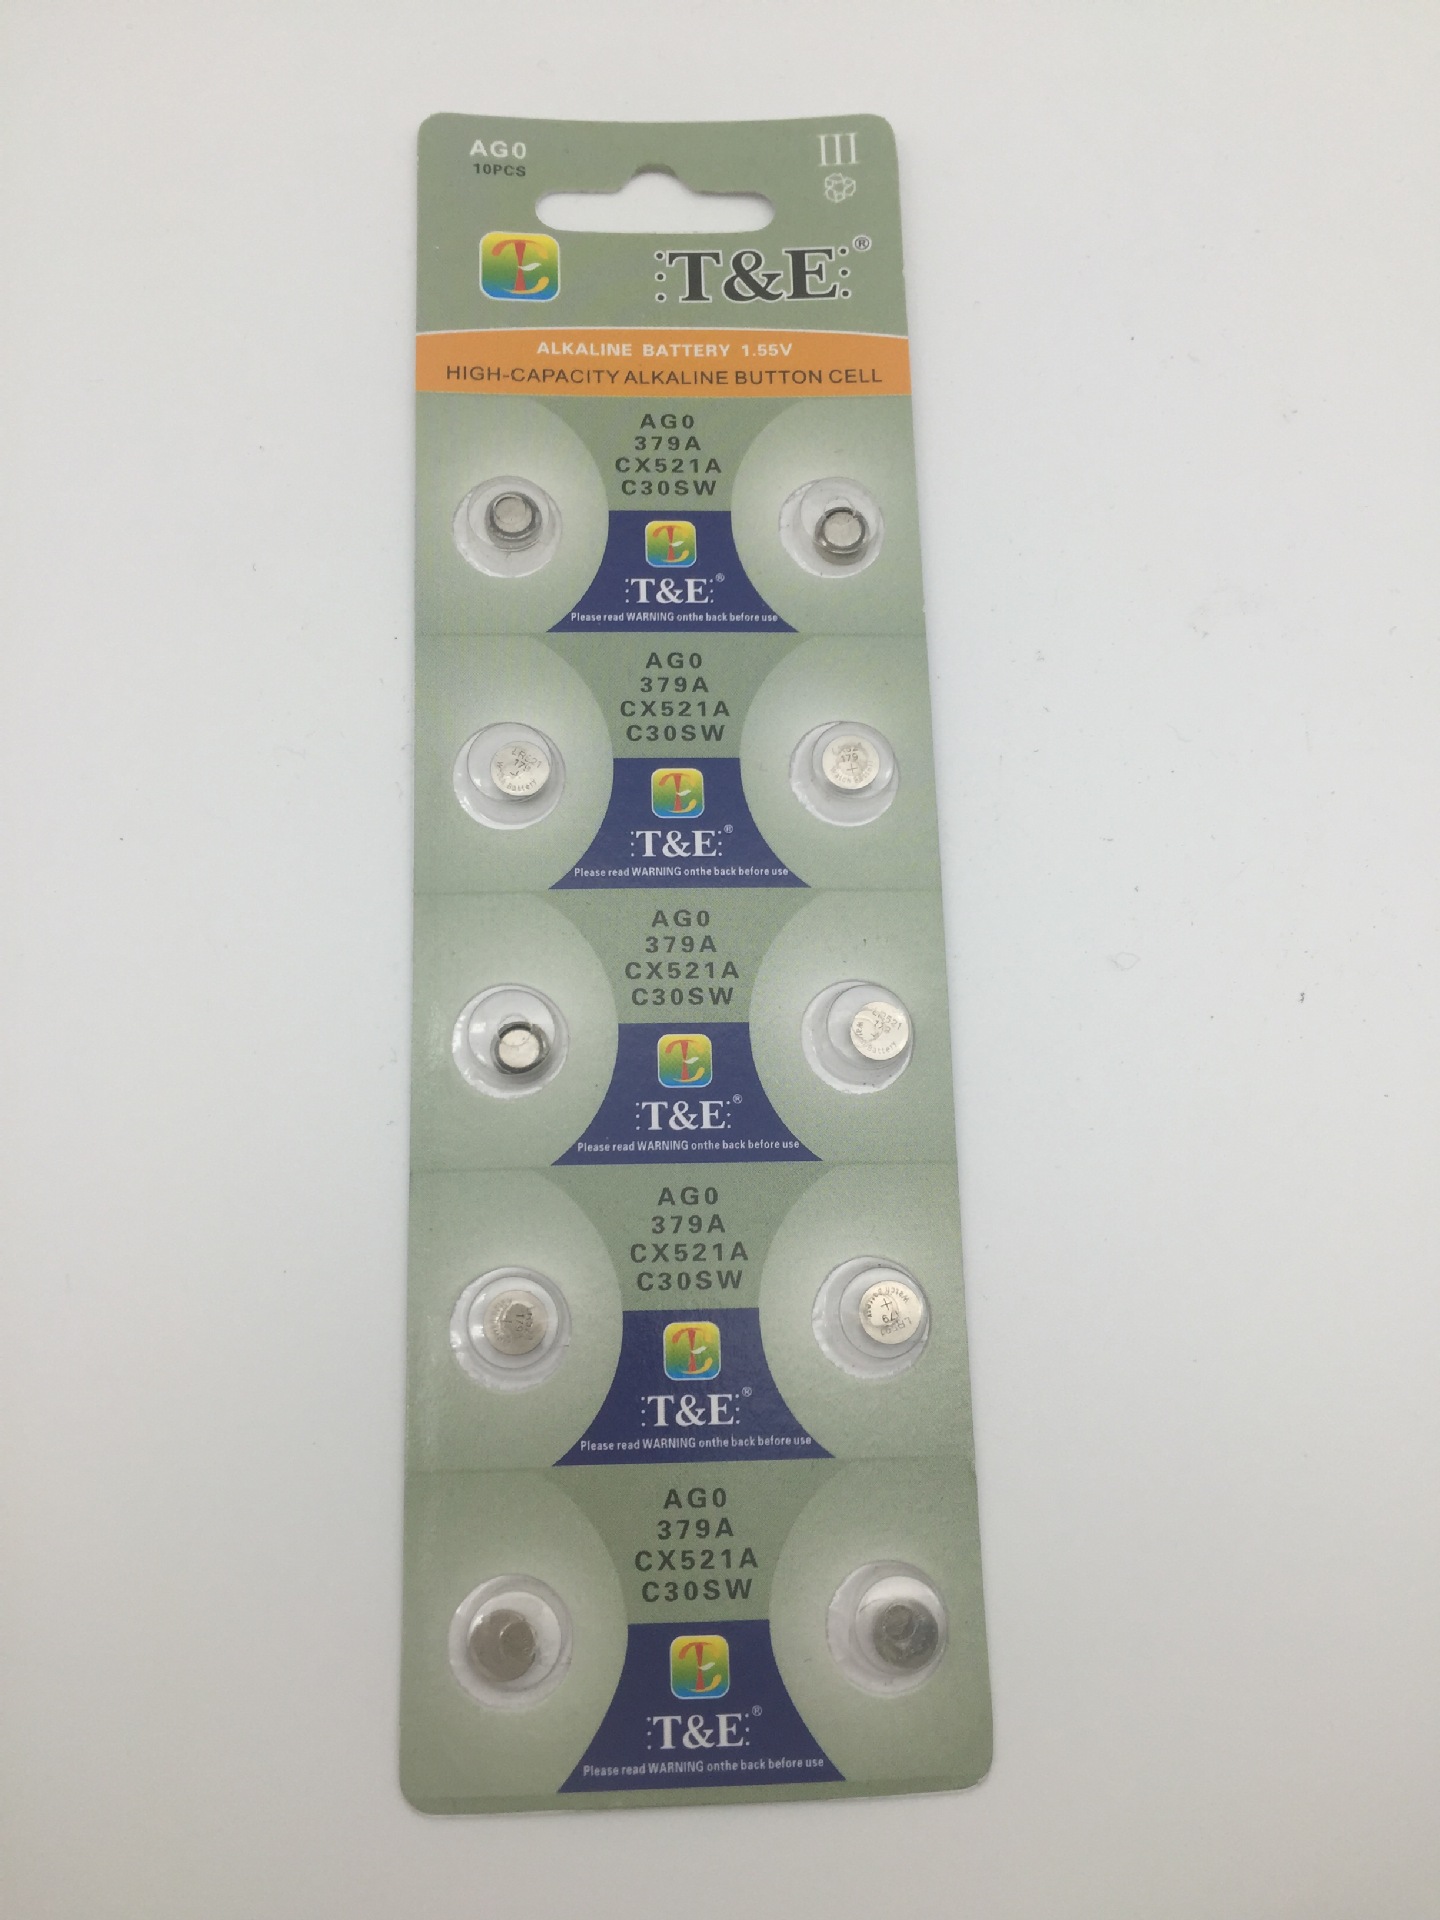 AG0
10PCS
III
T&E®
ALKALINE BATTERY 1.55V
HIGH-CAPACITY ALKALINE BUTTON CELL
AG0
379A
CX521A
C30SW
T&E®
Please read WARNING onthe back before use
AG0
379A
CX521A
C30SW
T&E®
Please read WARNING onthe back before use
AG0
379A
CX521A
C30SW
T&E®
Please read WARNING onthe back before use
AG0
379A
CX521A
C30SW
T&E®
Please read WARNING onthe back before use
AG0
379A
CX521A
C30SW
T&E®
Please read WARNING onthe back before use